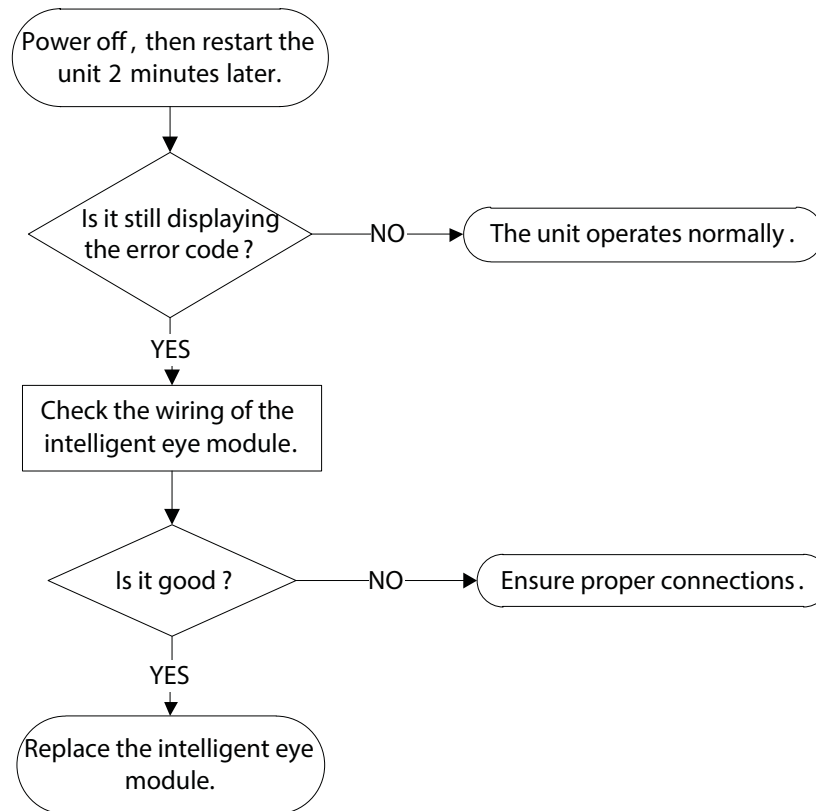 Power off, then restart the
unit 2 minutes later.
Is it still displaying
the error code?
NO
The unit operates normally.
YES
Check the wiring of the
intelligent eye module.
Is it good?
NO
Ensure proper connections.
YES
Replace the intelligent eye
module.